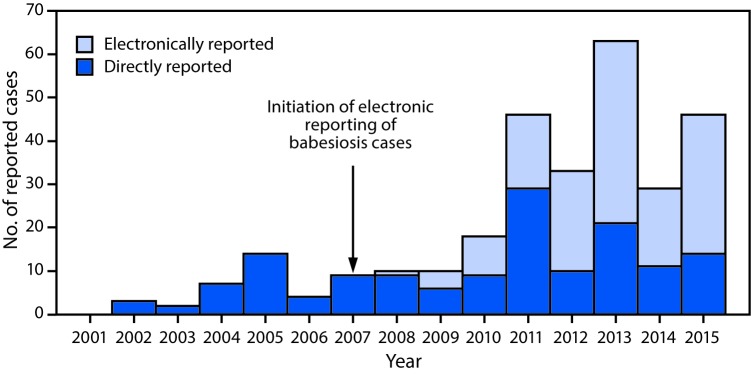 No. of reported cases
70
60
50
40
30
20
10
0
Electronically reported
Directly reported
Initiation of electronic
reporting of
babesiosis cases
2001 2002 2003 2004 2005 2006 2007 2008 2009 2010 2011 2012 2013 2014 2015
Year